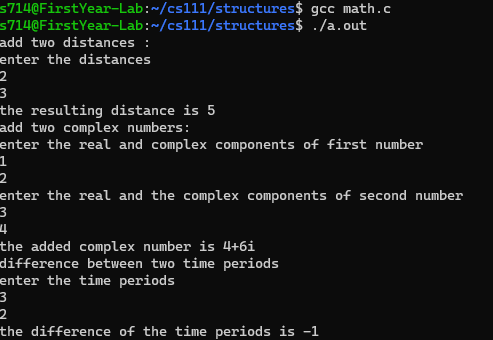 s714@FirstYear-Lab:~/cs111/structures$ gcc math.c
s714@FirstYear-Lab:~/cs111/structures$ ./a.out
add two distances :
enter the distances
2
3
the resulting distance is 5
add two complex numbers:
enter the real and complex components of first number
1
2
enter the real and the complex components of second number
3
4
the added complex number is 4+6i
difference between two time periods
enter the time periods
3
2
the difference of the time periods is -1